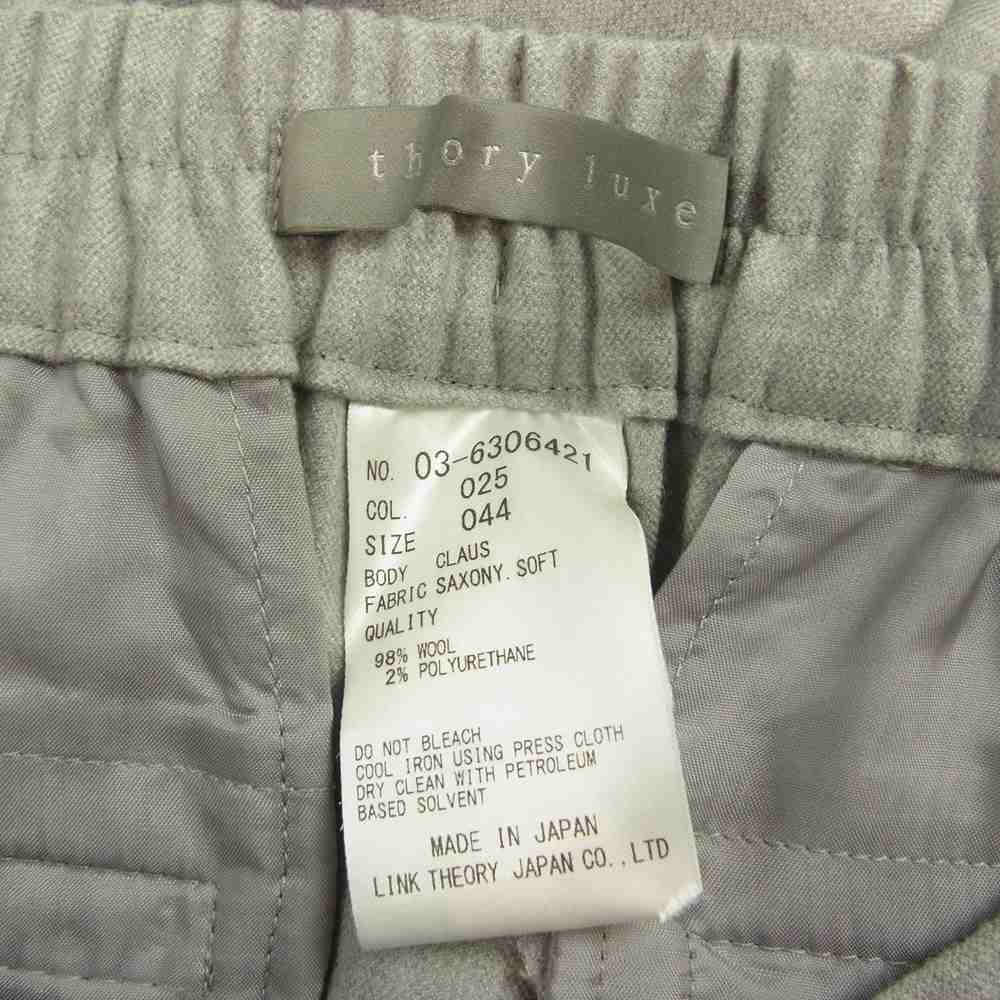 theory luxe
NO. 03-6306421
COL. 025
SIZE 044
BODY CLAUS
FABRIC SAXONY. SOFT
QUALITY
98% WOOL
2% POLYURETHANE
DO NOT BLEACH
COOL IRON USING PRESS CLOTH
DRY CLEAN WITH PETROLEUM
BASED SOLVENT
MADE IN JAPAN
LINK THEORY JAPAN CO.,LTD